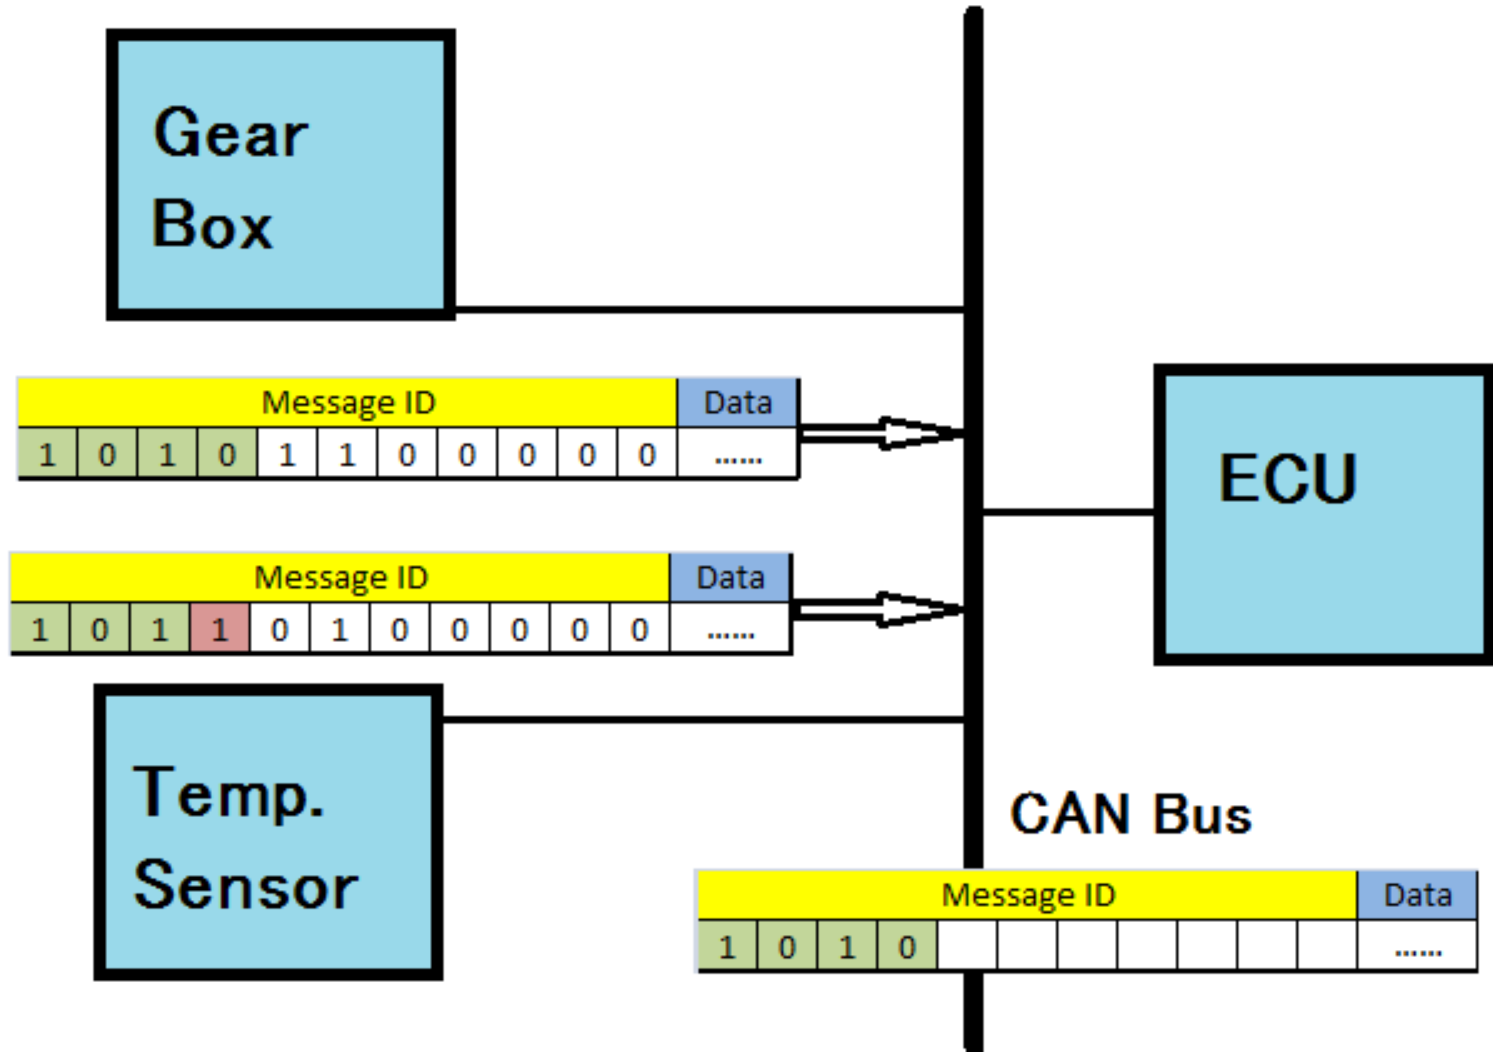 Gear
Box
Message ID Data
1 0 1 0 1 1 0 0 0 0 0 ......
ECU
Message ID Data
1 0 1 1 0 1 0 0 0 0 0 ......
Temp.
Sensor
CAN Bus
Message ID Data
1 0 1 0 ......